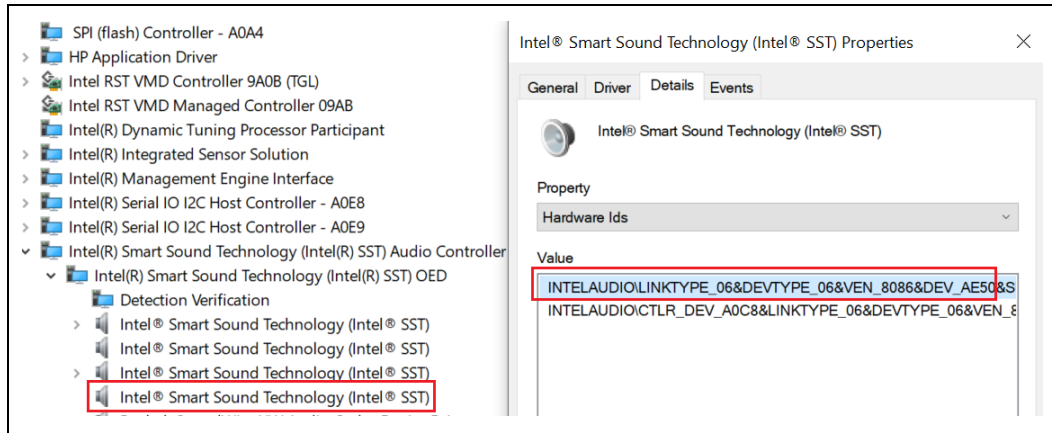 SPI (flash) Controller - A0A4
HP Application Driver
Intel RST VMD Controller 9A0B (TGL)
Intel RST VMD Managed Controller 09AB
Intel(R) Dynamic Tuning Processor Participant
Intel(R) Integrated Sensor Solution
Intel(R) Management Engine Interface
Intel(R) Serial IO I2C Host Controller - A0E8
Intel(R) Serial IO I2C Host Controller - A0E9
Intel(R) Smart Sound Technology (Intel(R) SST) Audio Controller
Intel(R) Smart Sound Technology (Intel(R) SST) OED
Detection Verification
Intel® Smart Sound Technology (Intel® SST)
Intel® Smart Sound Technology (Intel® SST)
Intel® Smart Sound Technology (Intel® SST)
Intel® Smart Sound Technology (Intel® SST)
Intel® Smart Sound Technology (Intel® SST) Properties
General Driver Details Events
Intel® Smart Sound Technology (Intel® SST)
Property
Hardware Ids
Value
INTELAUDIO\LINKTYPE_06&DEVTYPE_06&VEN_8086&DEV_AE50&S
INTELAUDIO\CTLR_DEV_A0C8&LINKTYPE_06&DEVTYPE_06&VEN_8